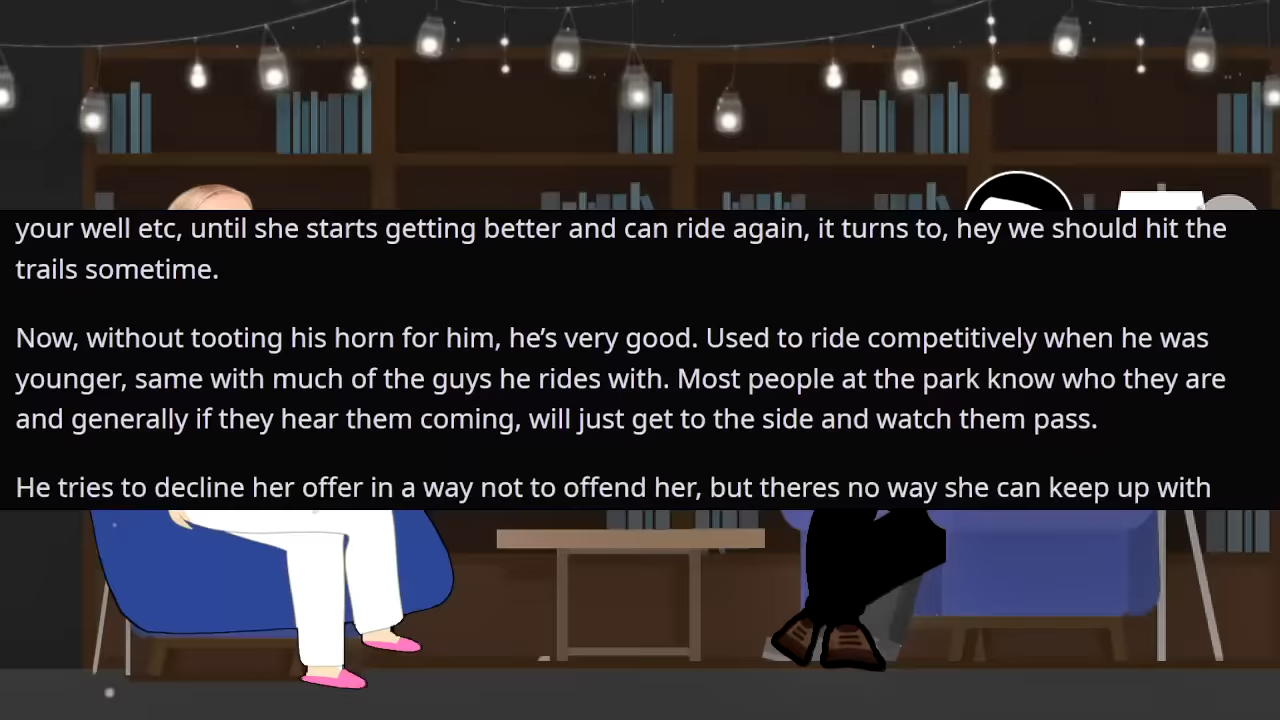 your well etc, until she starts getting better and can ride again, it turns to, hey we should hit the
trails sometime.
Now, without tooting his horn for him, he’s very good. Used to ride competitively when he was
younger, same with much of the guys he rides with. Most people at the park know who they are
and generally if they hear them coming, will just get to the side and watch them pass.
He tries to decline her offer in a way not to offend her, but theres no way she can keep up with